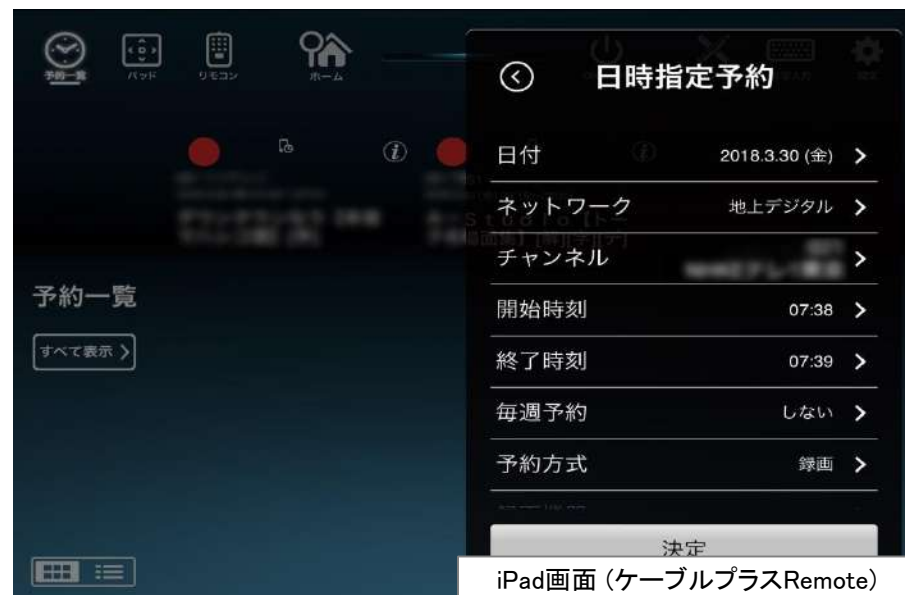 予約一覧
パッド
リモコン
ホーム
日時指定予約
日付 2018.3.30 (金)
ネットワーク 地上デジタル
チャンネル
開始時刻 07:38
予約一覧
すべて表示
終了時刻 07:39
毎週予約 しない
予約方式 録画
決定
iPad画面 (ケーブルプラスRemote)